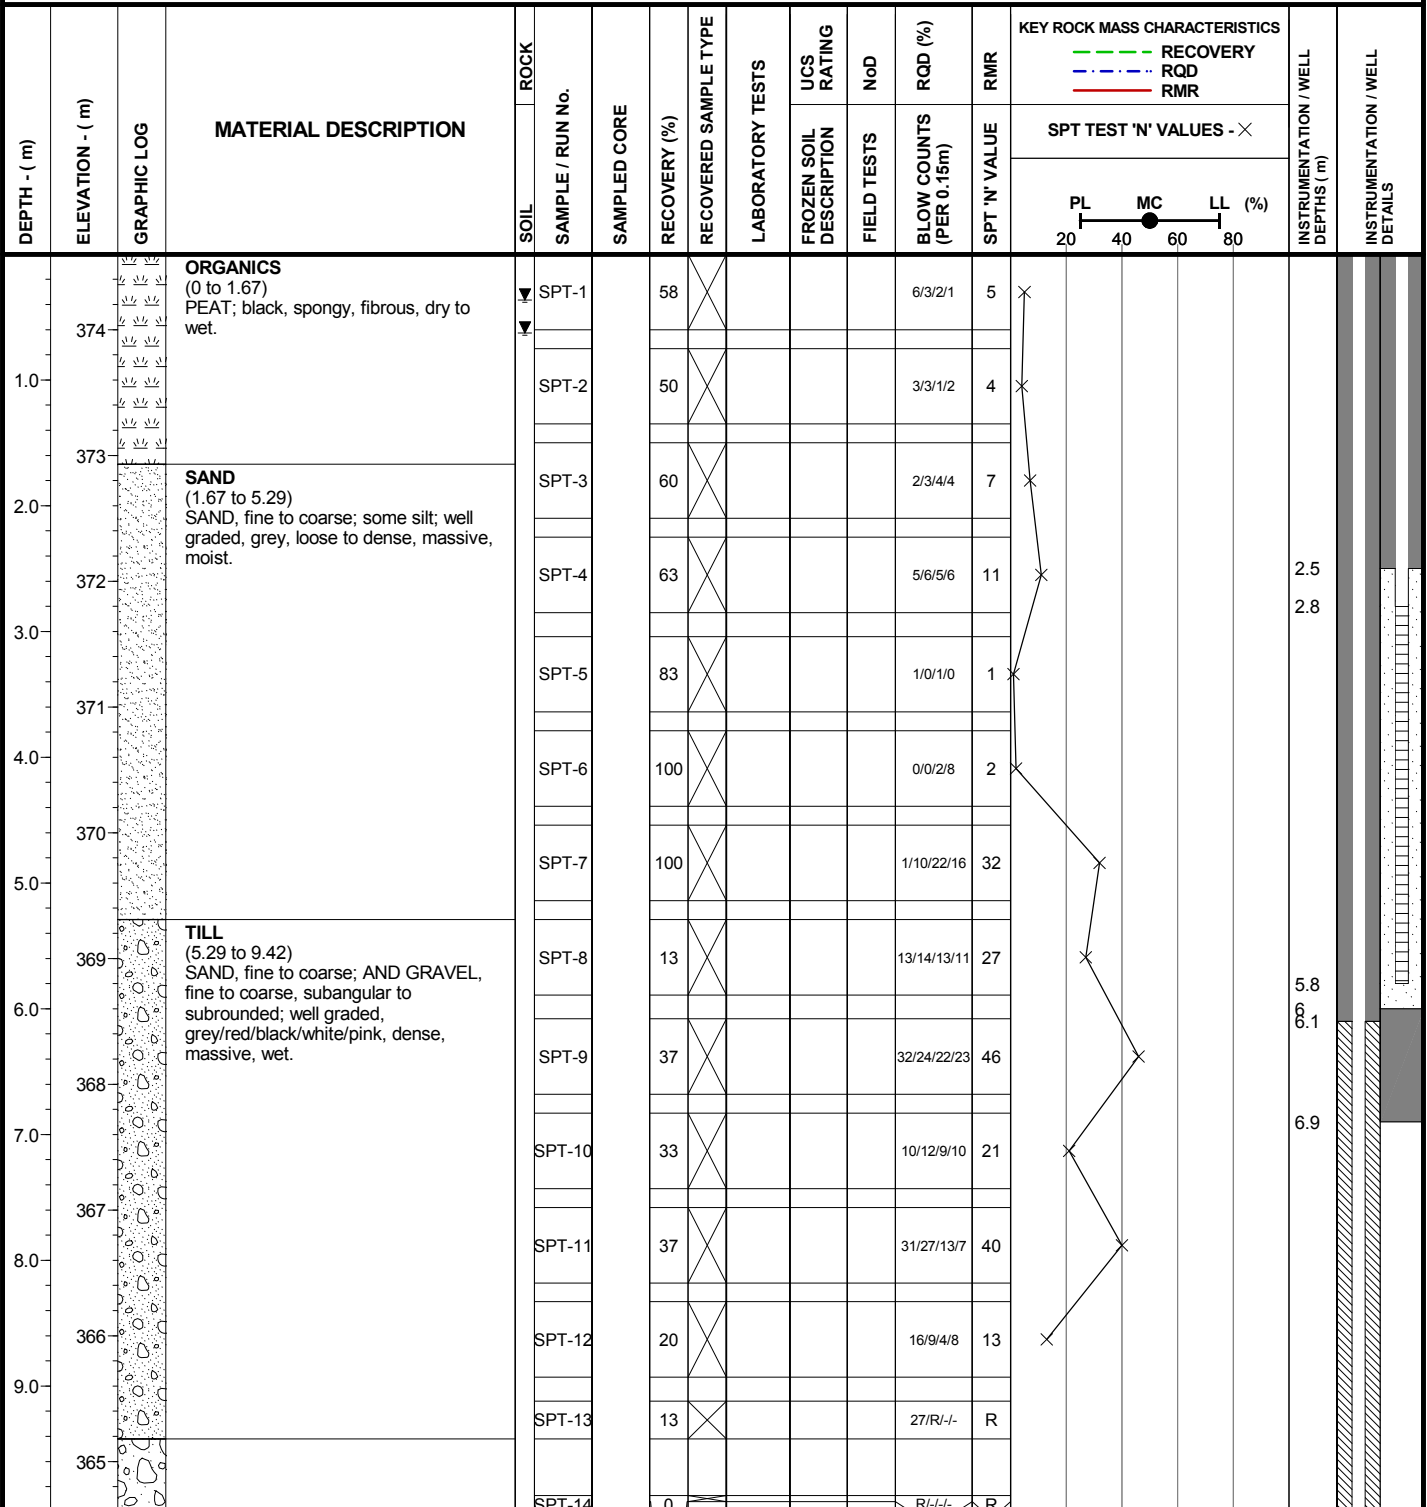 DEPTH - ( m)
ELEVATION - ( m)
GRAPHIC LOG
MATERIAL DESCRIPTION
ROCK
SOIL
SAMPLE / RUN No.
SAMPLED CORE
RECOVERY (%)
RECOVERED SAMPLE TYPE
LABORATORY TESTS
UCS RATING
FROZEN SOIL DESCRIPTION
NoD
FIELD TESTS
RQD (%)
BLOW COUNTS (PER 0.15m)
RMR
SPT 'N' VALUE
KEY ROCK MASS CHARACTERISTICS
RECOVERY
RQD
RMR
SPT TEST 'N' VALUES - ×
PL MC LL (%)
20 40 60 80
INSTRUMENTATION / WELL DEPTHS ( m)
INSTRUMENTATION / WELL DETAILS
ORGANICS
(0 to 1.67)
PEAT; black, spongy, fibrous, dry to
wet.
SPT-1 58 6/3/2/1 5
374
1.0
SPT-2 50 3/3/1/2 4
373
SAND
(1.67 to 5.29)
SAND, fine to coarse; some silt; well
graded, grey, loose to dense, massive,
moist.
SPT-3 60 2/3/4/4 7
2.0
372
SPT-4 63 5/6/5/6 11
2.5
2.8
3.0
SPT-5 83 1/0/1/0 1
371
4.0
SPT-6 100 0/0/2/8 2
370
SPT-7 100 1/10/22/16 32
5.0
TILL
(5.29 to 9.42)
SAND, fine to coarse; AND GRAVEL,
fine to coarse, subangular to
subrounded; well graded,
grey/red/black/white/pink, dense,
massive, wet.
369
SPT-8 13 13/14/13/11 27
5.8
6.0
6
6.1
SPT-9 37 32/24/22/23 46
368
6.9
7.0
SPT-10 33 10/12/9/10 21
367
SPT-11 37 31/27/13/7 40
8.0
366
SPT-12 20 16/9/4/8 13
9.0
SPT-13 13 27/R/-/- R
365
SPT-14 0 R/-/-/- R